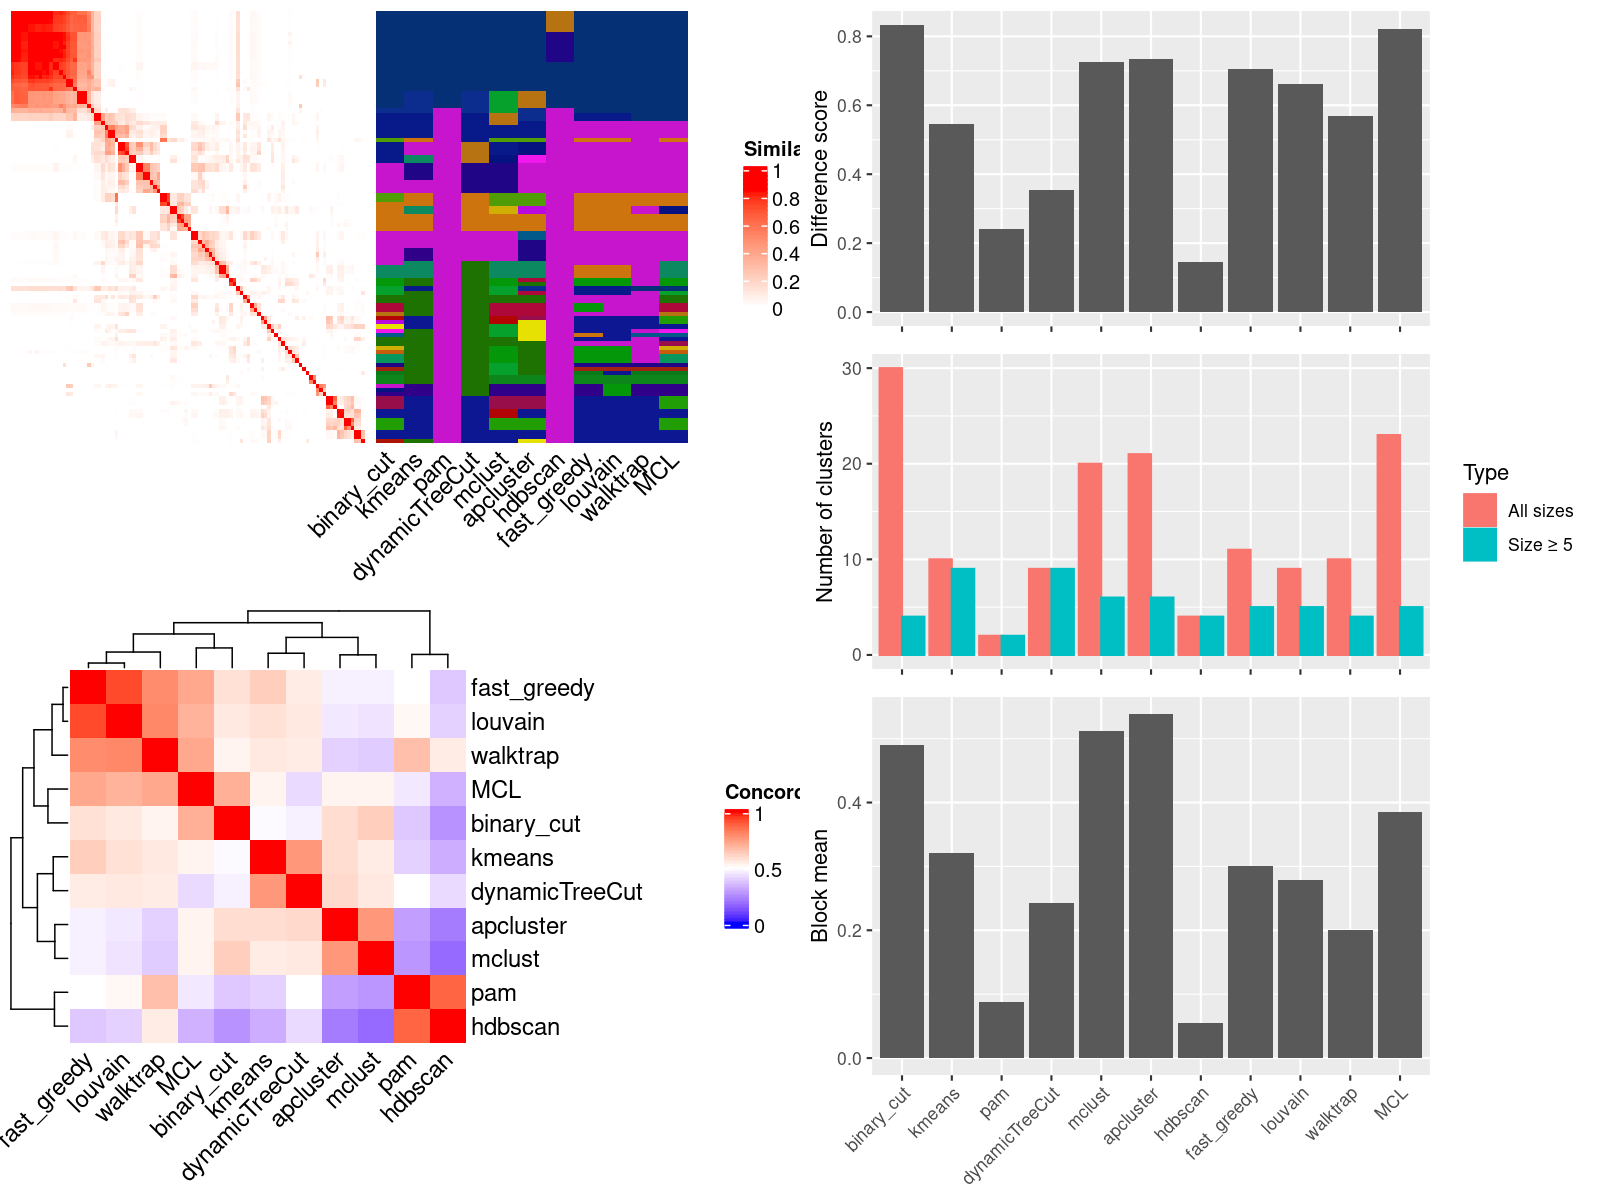 Simila
1
0.8
0.6
0.4
0.2
0
binary_cut
kmeans
pam
dynamicTreeCut
mclust
apcluster
hdbscan
fast_greedy
louvain
walktrap
MCL
fast_greedy
louvain
walktrap
MCL
binary_cut
kmeans
dynamicTreeCut
apcluster
mclust
pam
hdbscan
fast_greedy
louvain
walktrap
MCL
binary_cut
kmeans
dynamicTreeCut
apcluster
mclust
pam
hdbscan
Concord
1
0.5
0
Difference score
0.8
0.6
0.4
0.2
0.0
Number of clusters
30
20
10
0
Type
All sizes
Size ≥ 5
Block mean
0.4
0.2
0.0
binary_cut
kmeans
pam
dynamicTreeCut
mclust
apcluster
hdbscan
fast_greedy
louvain
walktrap
MCL